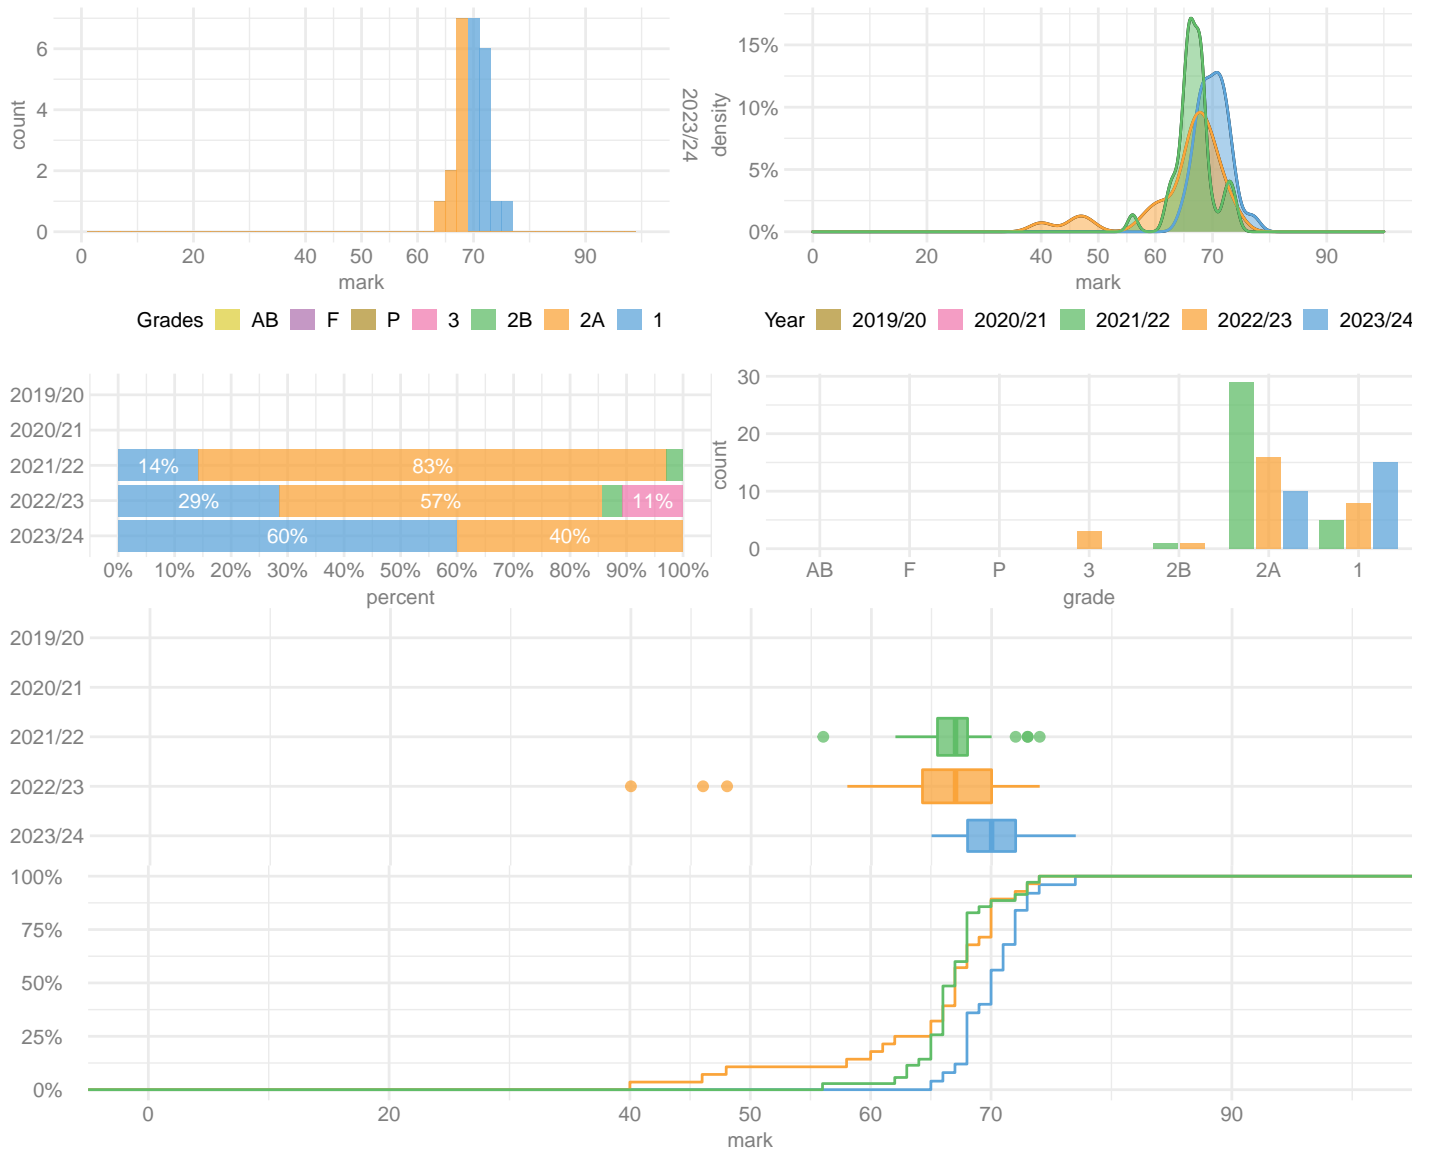 6
4
2
0
count
0 20 40 50 60 70 90
mark
2023/24
15%
10%
5%
0%
density
0 20 40 50 60 70 90
mark
Grades AB F P 3 2B 2A 1
Year 2019/20 2020/21 2021/22 2022/23 2023/24
2019/20
2020/21
2021/22 14% 83%
2022/23 29% 57% 11%
2023/24 60% 40%
0% 10% 20% 30% 40% 50% 60% 70% 80% 90% 100%
percent
30
20
10
0
count
AB F P 3 2B 2A 1
grade
2019/20
2020/21
2021/22
2022/23
2023/24
100%
75%
50%
25%
0%
0 20 40 50 60 70 90
mark